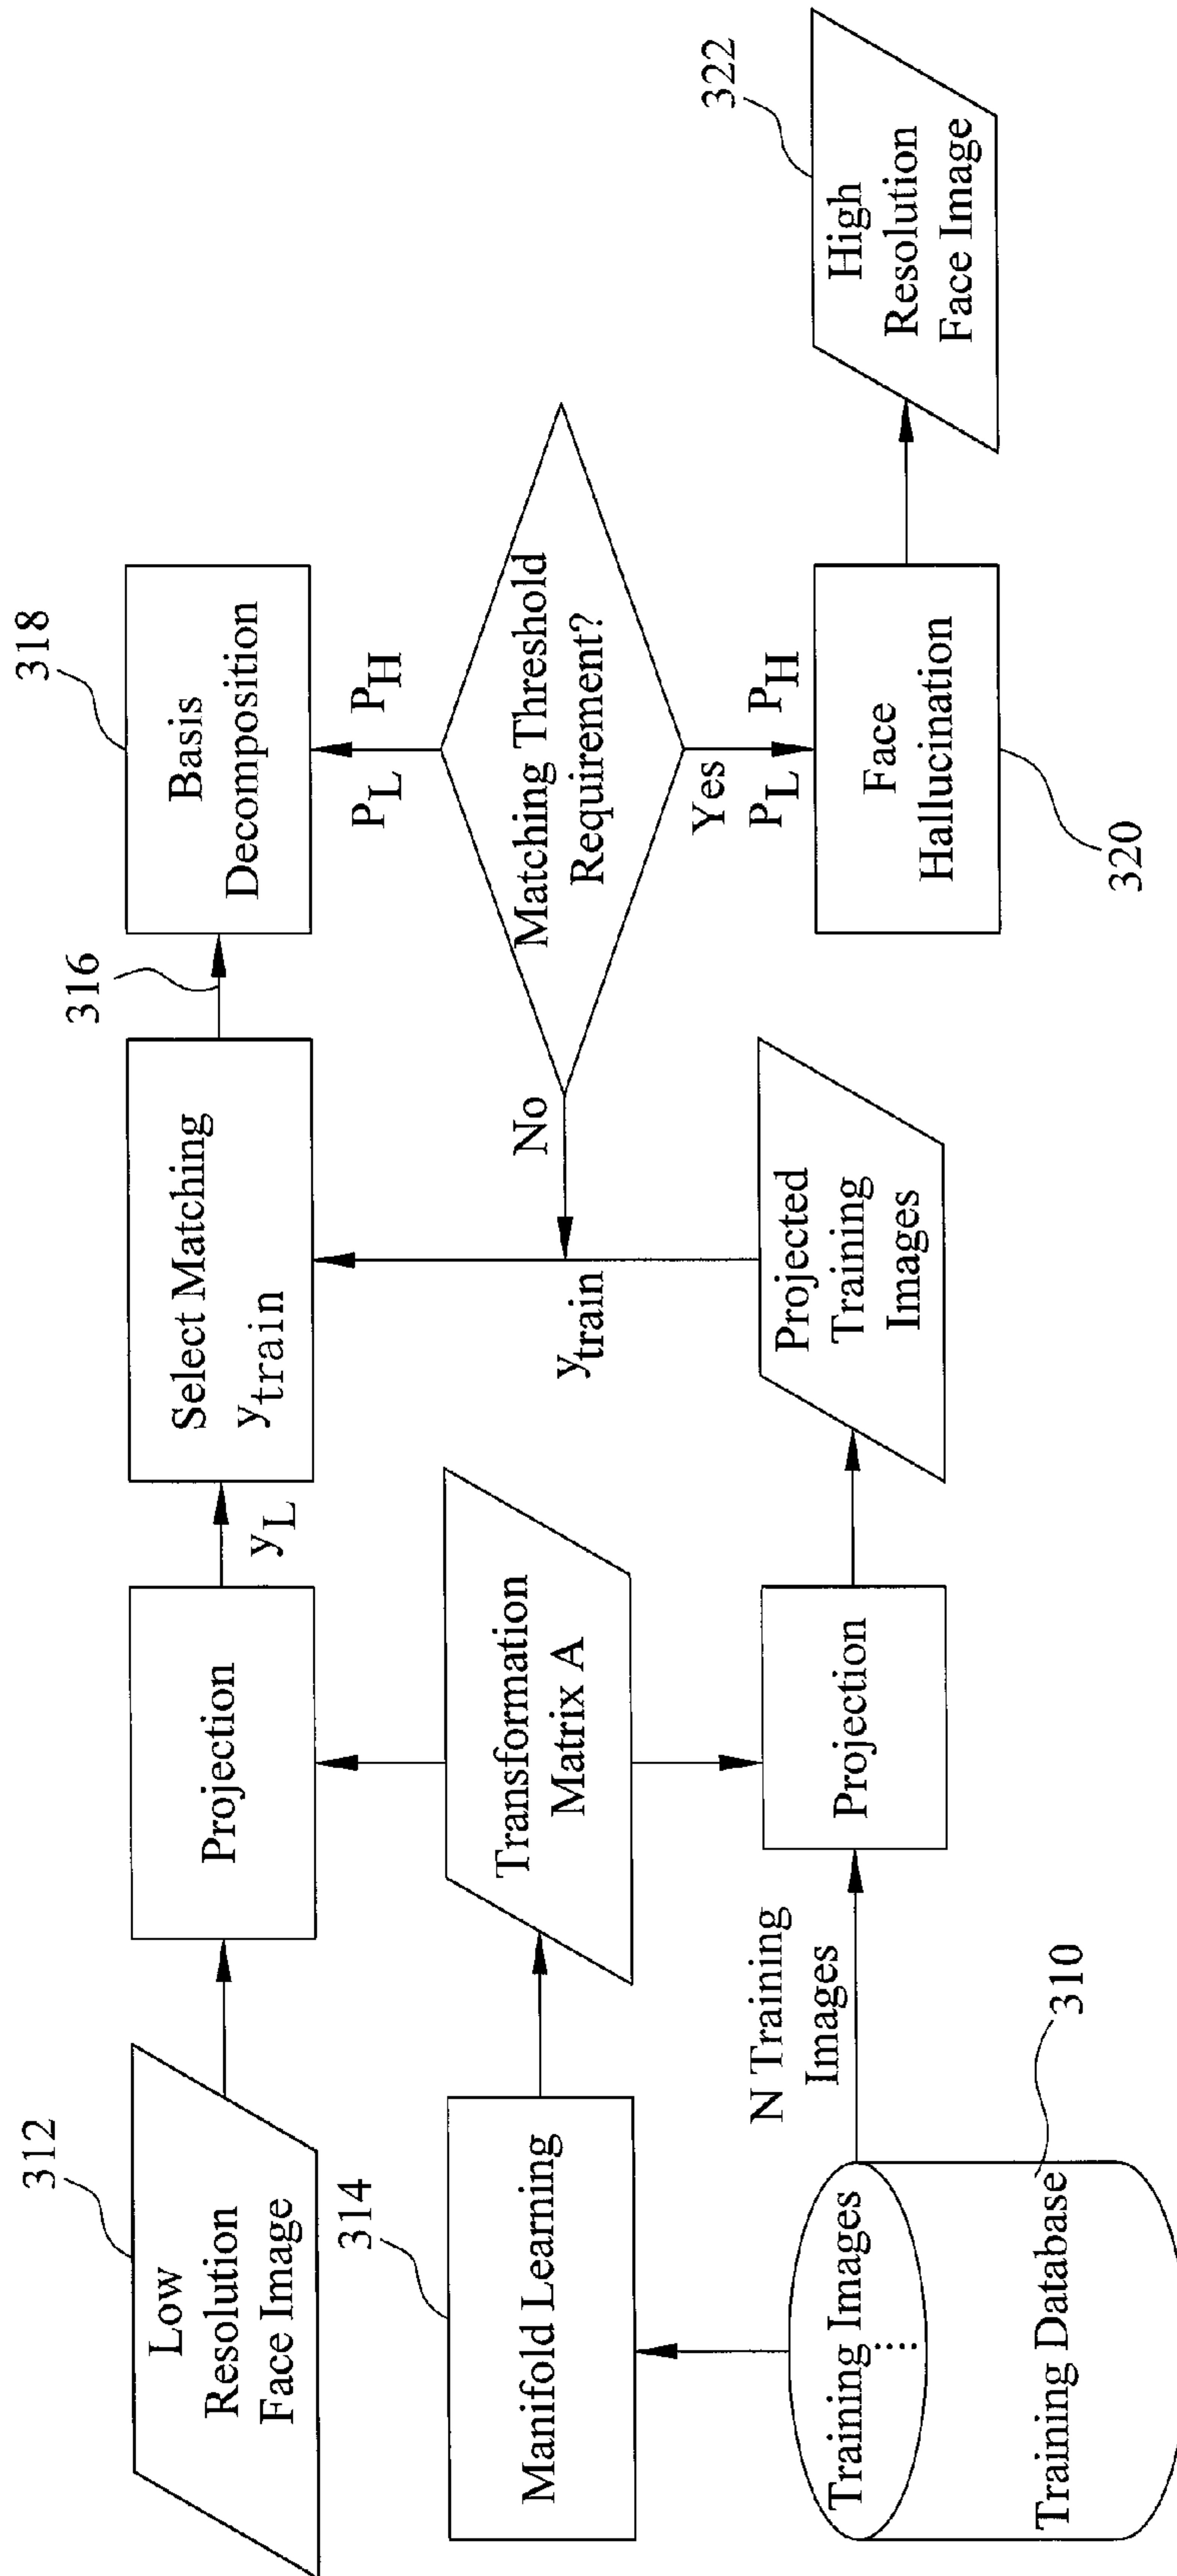 312
Low
Resolution
Face Image
Projection
y_L
Select Matching
y_train
316
318
Basis
Decomposition
314
Manifold Learning
Transformation
Matrix A
P_L P_H
Matching Threshold
Requirement?
No
y_train
Yes
P_L P_H
Training Images
⋮
Training Database
310
N Training
Images
Projection
Projected
Training
Images
Face
Hallucination
320
High
Resolution
Face Image
322